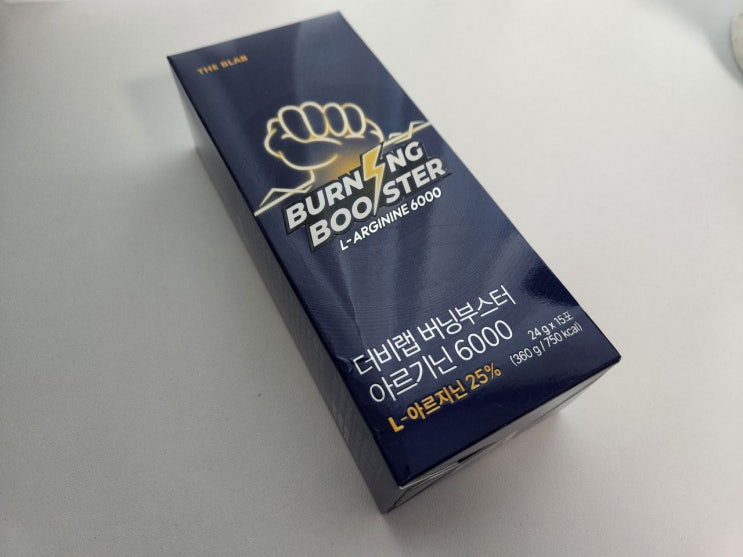 THE BLAB
BURNING
BOOSTER
L-ARGININE 6000
더비랩 버닝부스터
아르기닌 6000
24 g x 15포
(360 g / 750 kcal)
L-아르지닌 25%